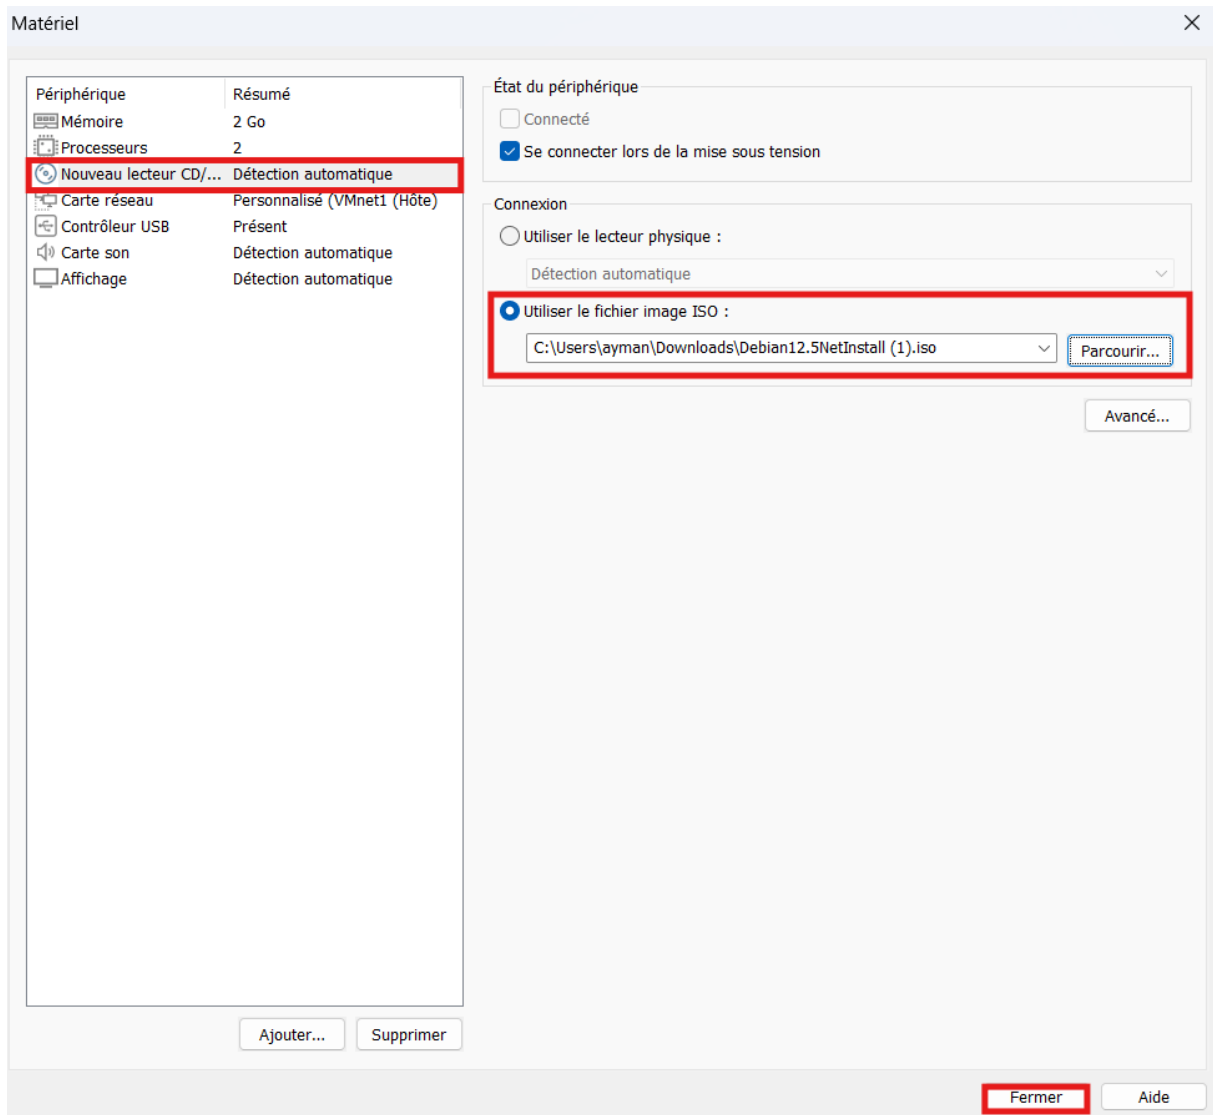 Matériel
Périphérique Résumé
Mémoire 2 Go
Processeurs 2
Nouveau lecteur CD/... Détection automatique
Carte réseau Personnalisé (VMnet1 (Hôte)
Contrôleur USB Présent
Carte son Détection automatique
Affichage Détection automatique
Ajouter... Supprimer
État du périphérique
Connecté
Se connecter lors de la mise sous tension
Connexion
Utiliser le lecteur physique :
Détection automatique
Utiliser le fichier image ISO :
C:\Users\ayman\Downloads\Debian12.5NetInstall (1).iso Parcourir...
Avancé...
Fermer Aide